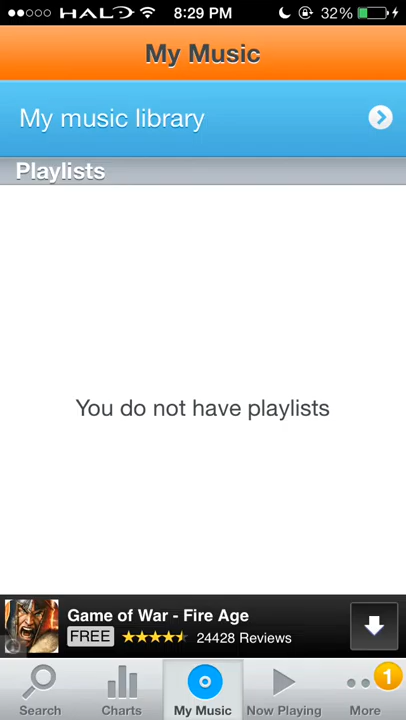 HALO 8:29 PM 32%
My Music
My music library
Playlists
You do not have playlists
Game of War - Fire Age
FREE 24428 Reviews
1
Search Charts My Music Now Playing More